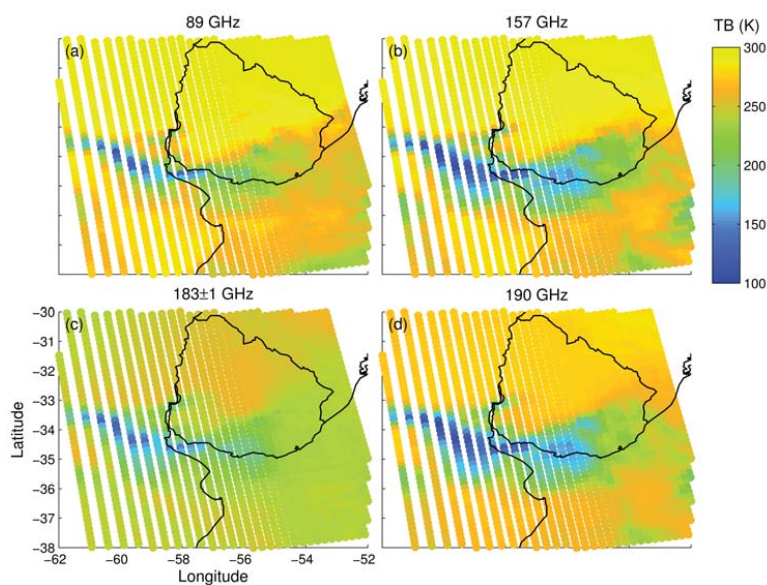 89 GHz
157 GHz
TB (K)
(a)
(b)
300
250
200
150
100
183±1 GHz
190 GHz
(c)
(d)
-30
-31
-32
-33
-34
-35
-36
-37
-38
Latitude
-62
-60
-58
-56
-54
-52
Longitude